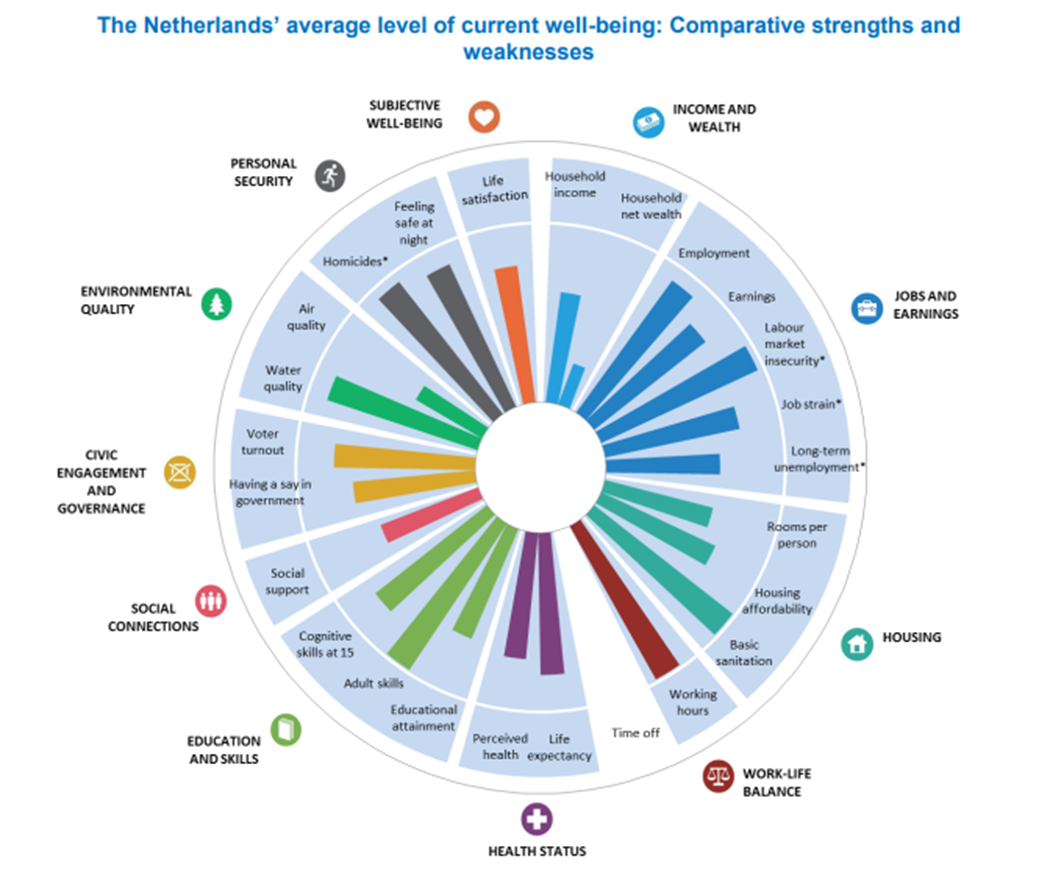 The Netherlands’ average level of current well-being: Comparative strengths and
weaknesses
SUBJECTIVE
WELL-BEING
INCOME AND
WEALTH
PERSONAL
SECURITY
ENVIRONMENTAL
QUALITY
JOBS AND
EARNINGS
CIVIC
ENGAGEMENT
AND
GOVERNANCE
SOCIAL
CONNECTIONS
HOUSING
EDUCATION
AND SKILLS
WORK-LIFE
BALANCE
HEALTH STATUS
Life
satisfaction
Household
income
Household
net wealth
Employment
Earnings
Labour
market
insecurity*
Job strain*
Long-term
unemployment*
Rooms per
person
Housing
affordability
Basic
sanitation
Working
hours
Time off
Life
expectancy
Perceived
health
Educational
attainment
Adult skills
Cognitive
skills at 15
Social
support
Having a say in
government
Voter
turnout
Water
quality
Air
quality
Homicides*
Feeling
safe at
night